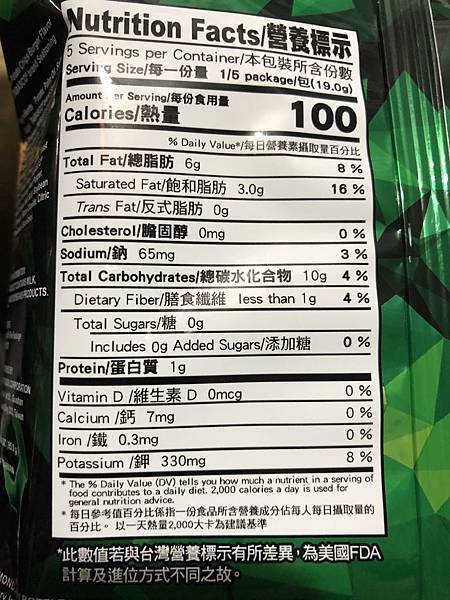 Nutrition Facts/營養標示
5 Servings per Container/本包裝所含份數
Serving Size/每一份量 1/5 package/包(19.0g)
Amount per Serving/每份食用量
Calories/熱量 100
% Daily Value*/每日營養素攝取量百分比
Total Fat/總脂肪 6g 8 %
Saturated Fat/飽和脂肪 3.0g 16 %
Trans Fat/反式脂肪 0g
Cholesterol/膽固醇 0mg 0 %
Sodium/鈉 65mg 3 %
Total Carbohydrates/總碳水化合物 10g 4 %
Dietary Fiber/膳食纖維 less than 1g 4 %
Total Sugars/糖 0g
Includes 0g Added Sugars/添加糖 0 %
Protein/蛋白質 1g
Vitamin D /維生素 D 0mcg 0 %
Calcium /鈣 7mg 0 %
Iron /鐵 0.3mg 0 %
Potassium /鉀 330mg 8 %
* The % Daily Value (DV) tells you how much a nutrient in a serving of
food contributes to a daily diet. 2,000 calories a day is used for
general nutrition advice.
* 每日參考值百分比係指一份食品所含營養成分佔每人每日攝取量的
百分比。 以一天熱量2,000大卡為建議基準
*此數值若與台灣營養標示有所差異,為美國FDA
計算及進位方式不同之故。